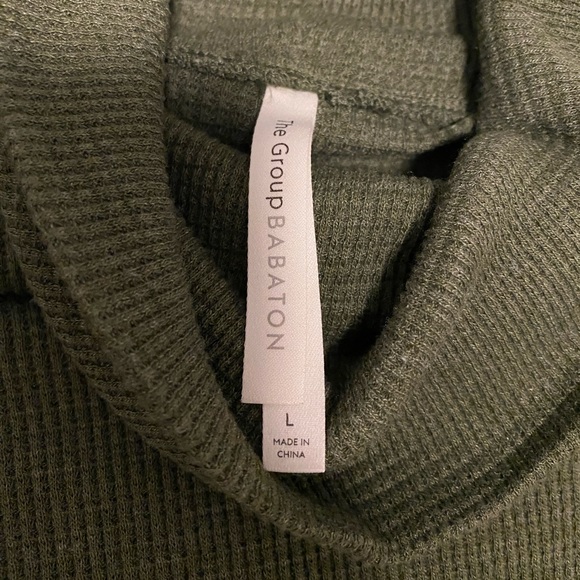 The Group BABATON
L
MADE IN
CHINA